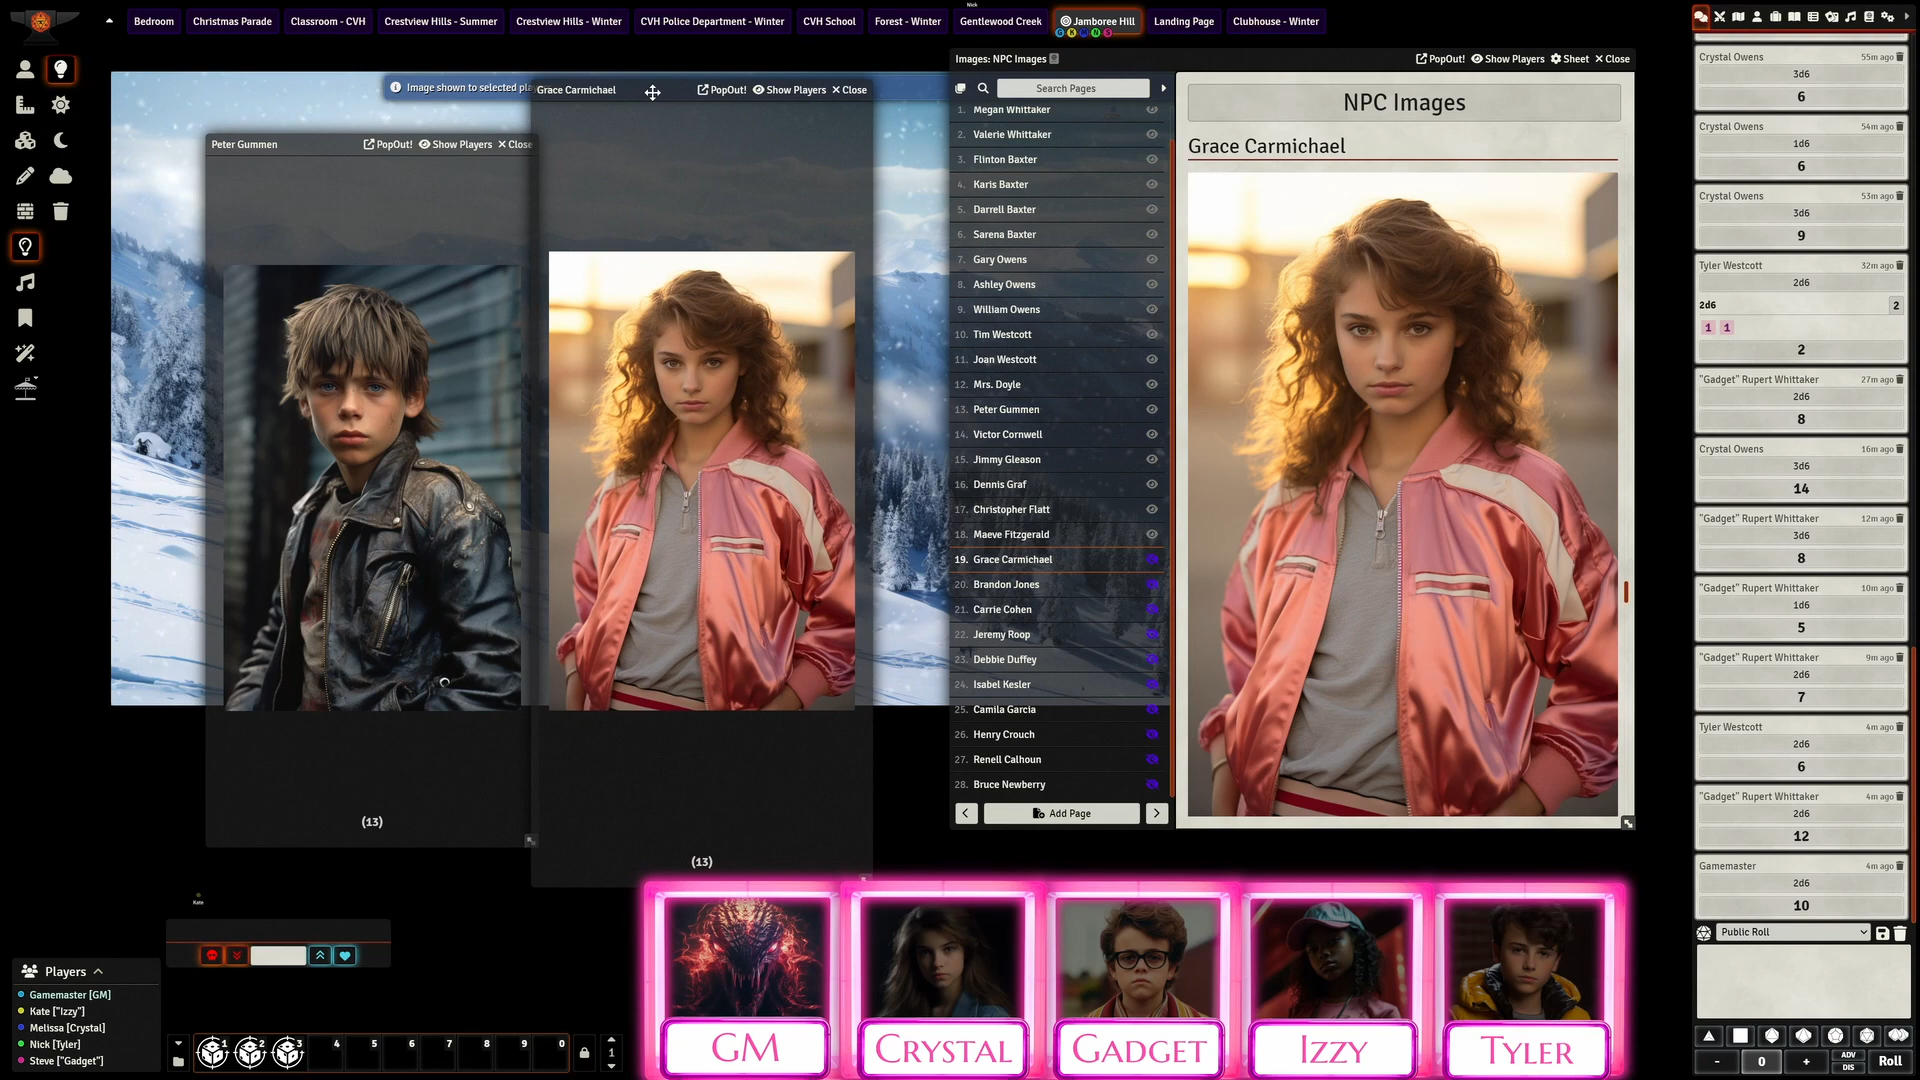 Bedroom
Christmas Parade
Classroom - CVH
Crestview Hills - Summer
Crestview Hills - Winter
CVH Police Department - Winter
CVH School
Forest - Winter
Nick
Gentlewood Creek
Jamboree Hill
G K M N S
Landing Page
Clubhouse - Winter
Image shown to selected pla
Peter Gummen
PopOut!
Show Players
Close
(13)
Grace Carmichael
PopOut!
Show Players
Close
(13)
Images: NPC Images
PopOut!
Show Players
Sheet
Close
Search Pages
1. Megan Whittaker
2. Valerie Whittaker
3. Flinton Baxter
4. Karis Baxter
5. Darrell Baxter
6. Sarena Baxter
7. Gary Owens
8. Ashley Owens
9. William Owens
10. Tim Westcott
11. Joan Westcott
12. Mrs. Doyle
13. Peter Gummen
14. Victor Cornwell
15. Jimmy Gleason
16. Dennis Graf
17. Christopher Flatt
18. Maeve Fitzgerald
19. Grace Carmichael
20. Brandon Jones
21. Carrie Cohen
22. Jeremy Roop
23. Debbie Duffey
24. Isabel Kesler
25. Camila Garcia
26. Henry Crouch
27. Renell Calhoun
28. Bruce Newberry
Add Page
NPC Images
Grace Carmichael
Crystal Owens 55m ago
3d6
6
Crystal Owens 54m ago
1d6
6
Crystal Owens 53m ago
3d6
9
Tyler Westcott 32m ago
2d6
2d6 2
1 1
2
"Gadget" Rupert Whittaker 27m ago
2d6
8
Crystal Owens 16m ago
3d6
14
"Gadget" Rupert Whittaker 12m ago
3d6
8
"Gadget" Rupert Whittaker 10m ago
1d6
5
"Gadget" Rupert Whittaker 9m ago
2d6
7
Tyler Westcott 4m ago
2d6
6
"Gadget" Rupert Whittaker 4m ago
2d6
12
Gamemaster 4m ago
2d6
10
Public Roll
- 0 + ADV DIS Roll
Kate
Players
Gamemaster [GM]
Kate ["Izzy"]
Melissa [Crystal]
Nick [Tyler]
Steve ["Gadget"]
1 2 3 4 5 6 7 8 9 0
1
GM
Crystal
Gadget
Izzy
Tyler